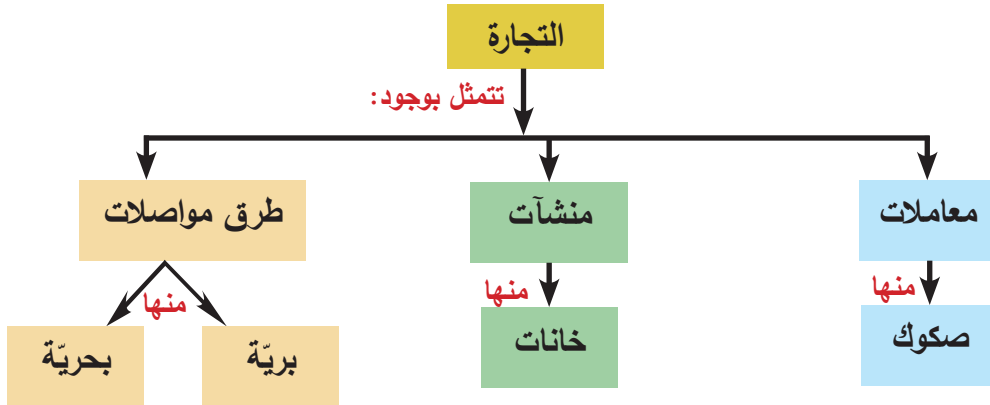 التجارة
تتمثل بوجود:
معاملات
منشآت
طرق مواصلات
منها
منها
منها
صكوك
خانات
بريّة
بحريّة